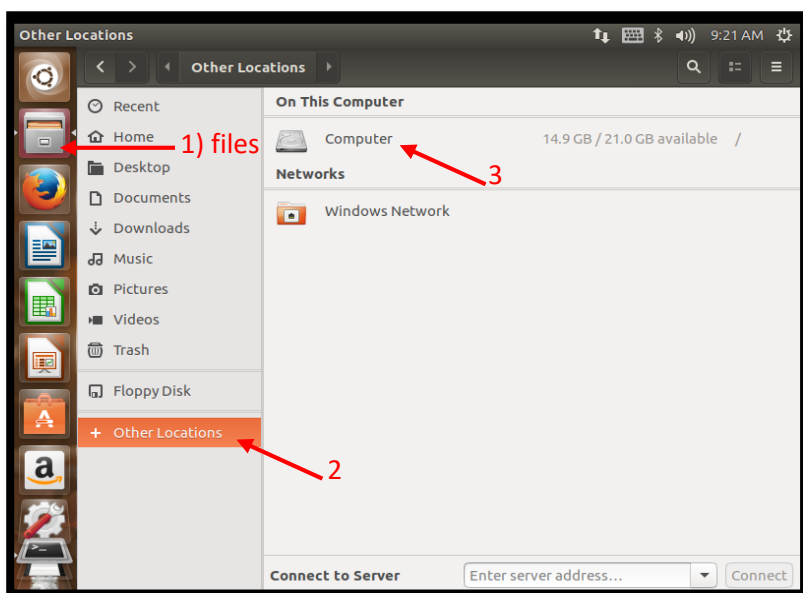 Other Locations
9:21 AM
Other Locations
Recent
On This Computer
1) files
Home
Computer
14.9 GB / 21.0 GB available /
Desktop
Networks
3
Documents
Windows Network
Downloads
Music
Pictures
Videos
Trash
Floppy Disk
+ Other Locations
2
a
A
>_
Connect to Server
Enter server address...
Connect